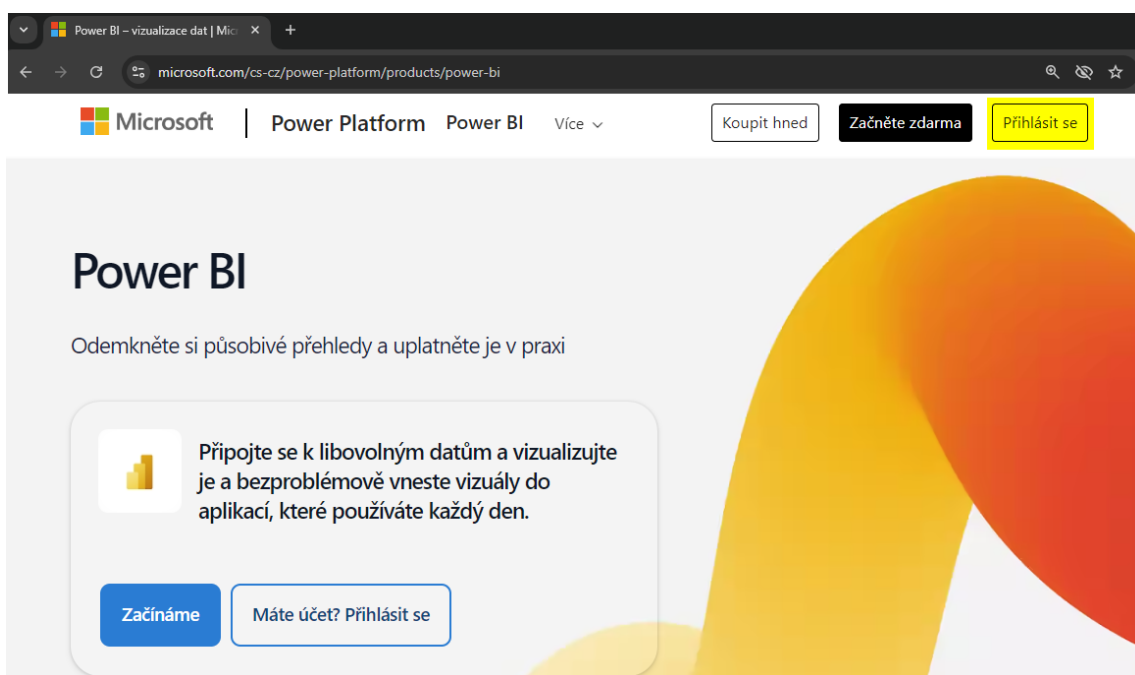 Power BI – vizualizace dat | Mic
microsoft.com/cs-cz/power-platform/products/power-bi
Microsoft Power Platform Power BI Více Koupit hned Začněte zdarma Přihlásit se
Power BI
Odemkněte si působivé přehledy a uplatněte je v praxi
Připojte se k libovolným datům a vizualizujte
je a bezproblémově vneste vizuály do
aplikací, které používáte každý den.
Začínáme Máte účet? Přihlásit se